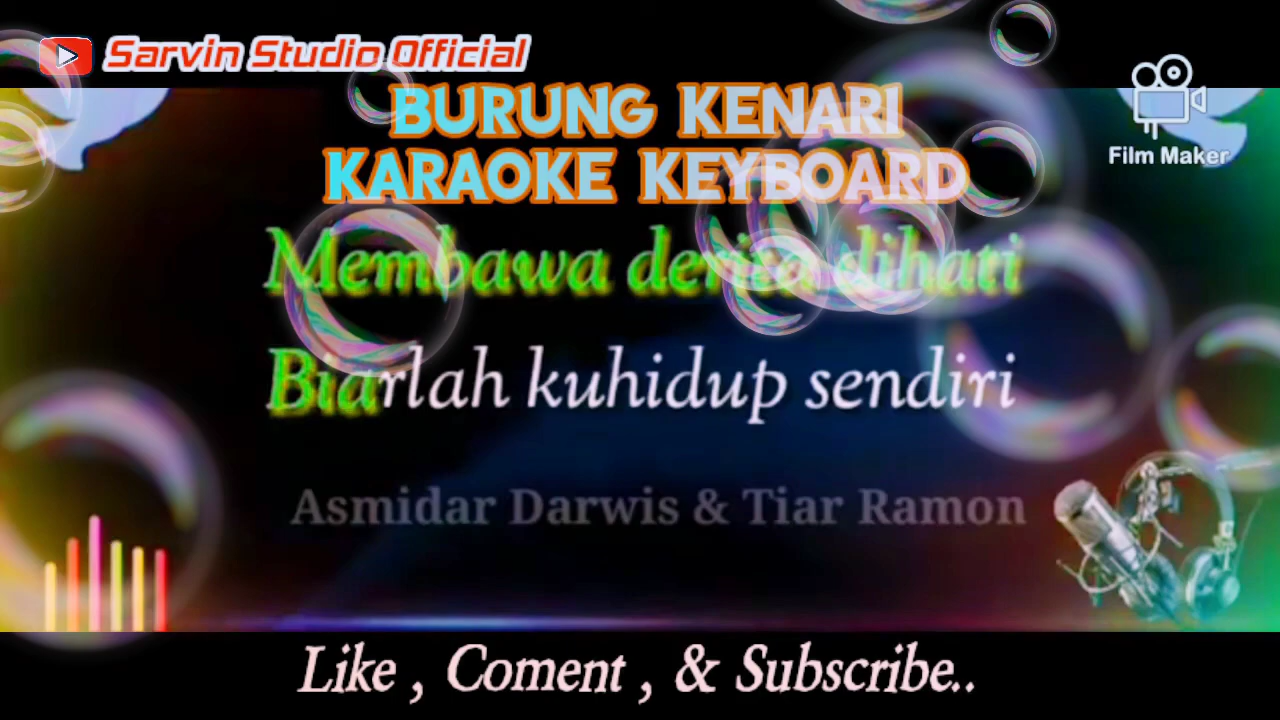 Sarvin Studio Official
BURUNG KENARI
KARAOKE KEYBOARD
Film Maker
Membawa derita dihati
Biarlah kuhidup sendiri
Asmidar Darwis & Tiar Ramon
Like , Coment , & Subscribe..